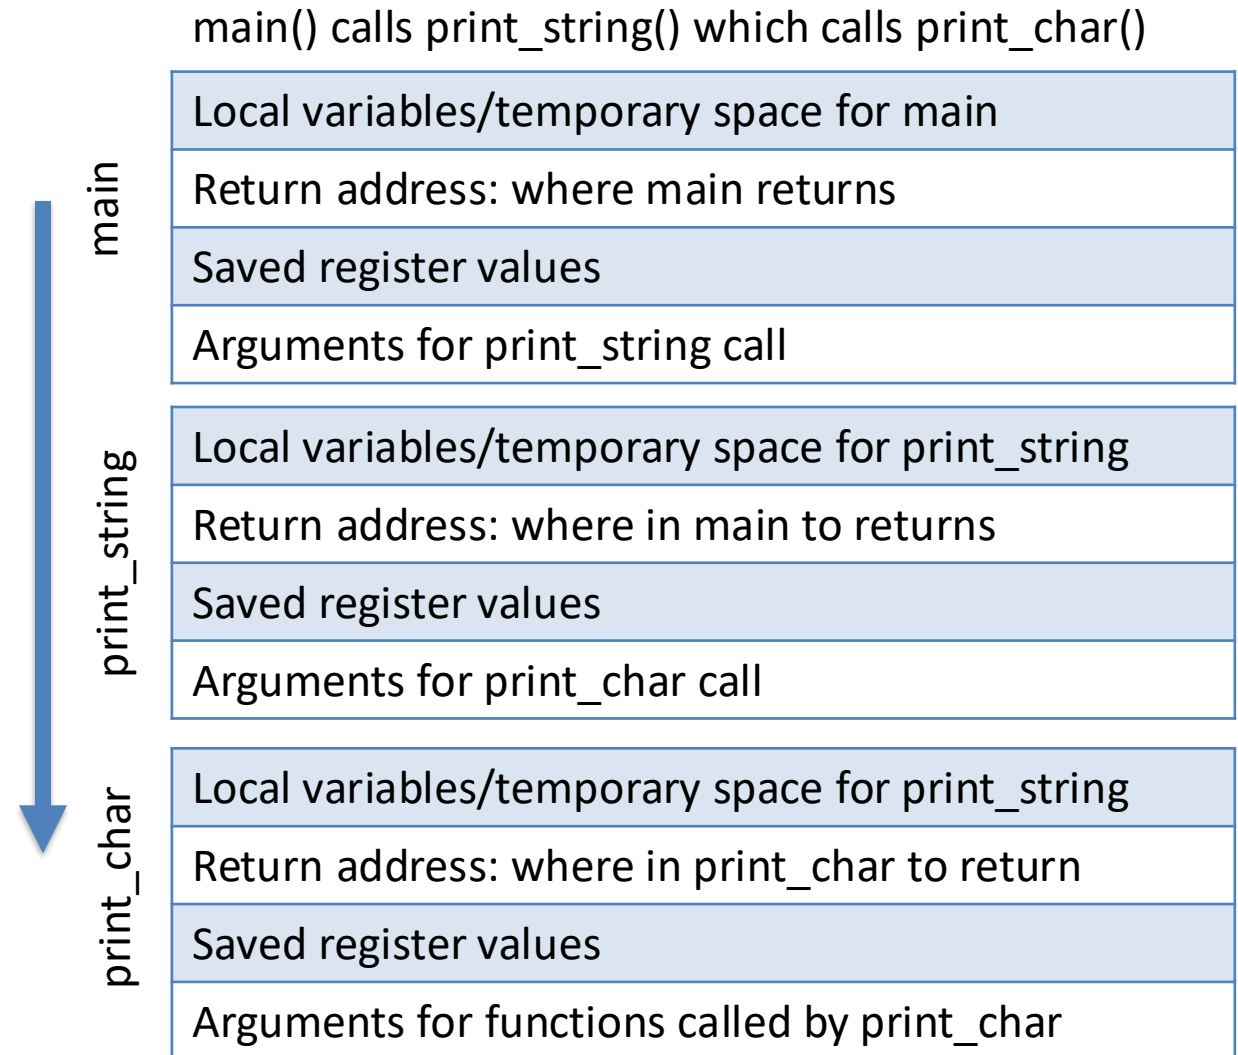 main() calls print_string() which calls print_char()
main
Local variables/temporary space for main
Return address: where main returns
Saved register values
Arguments for print_string call
print_string
Local variables/temporary space for print_string
Return address: where in main to returns
Saved register values
Arguments for print_char call
print_char
Local variables/temporary space for print_string
Return address: where in print_char to return
Saved register values
Arguments for functions called by print_char